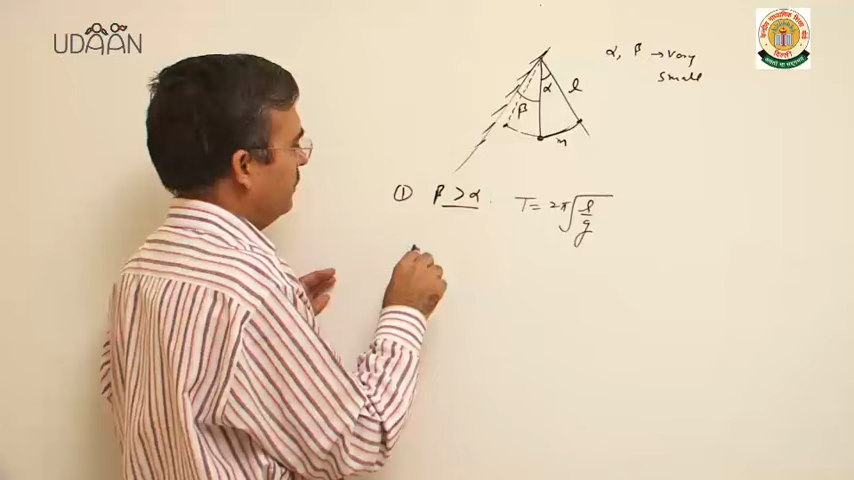 UDAAN
α, β → very
small
α
l
β
m
① β > α. T = 2π√(l/g)